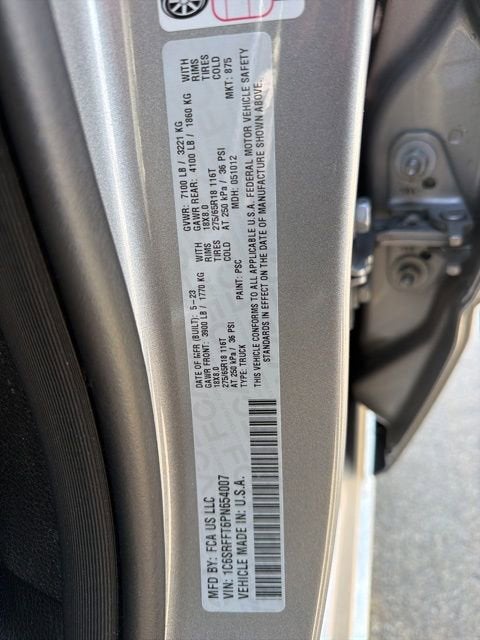 MFD BY: FCA US LLC
VIN: 1C6SRFFT6PN654007
VEHICLE MADE IN: U.S.A.
DATE OF MFR (BUILT): 5-23
GAWR FRONT: 3900 LB / 1770 KG WITH
18X8.0 RIMS
275/65R18 116T TIRES
AT 250 kPa / 36 PSI COLD
TYPE: TRUCK
PAINT: PSC
GVWR: 7100 LB / 3221 KG
GAWR REAR: 4100 LB / 1860 KG WITH
18X8.0 RIMS
275/65R18 116T TIRES
AT 250 kPa / 36 PSI COLD
MDH: 051012
MKT: 875
THIS VEHICLE CONFORMS TO ALL APPLICABLE U.S.A. FEDERAL MOTOR VEHICLE SAFETY
STANDARDS IN EFFECT ON THE DATE OF MANUFACTURE SHOWN ABOVE.